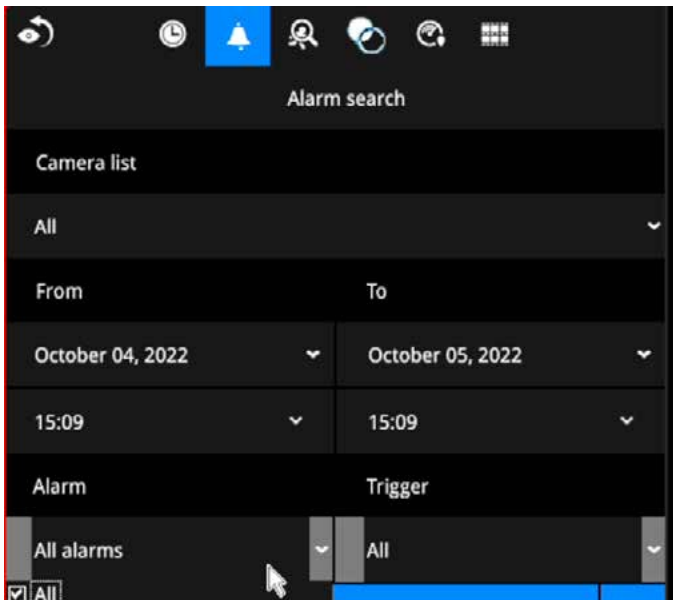 Alarm search
Camera list
All
From To
October 04, 2022 October 05, 2022
15:09 15:09
Alarm Trigger
All alarms All
All